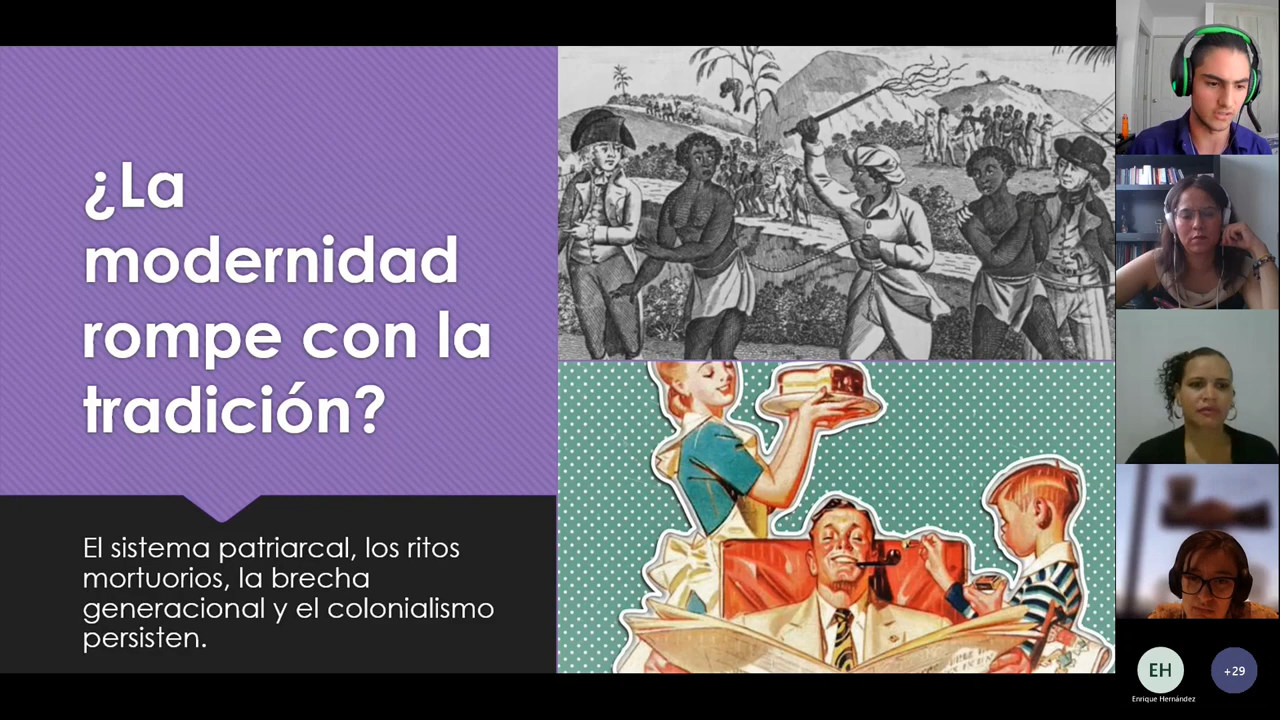 ¿La
modernidad
rompe con la
tradición?
El sistema patriarcal, los ritos
mortuorios, la brecha
generacional y el colonialismo
persisten.
EH
+29
Enrique Hernández